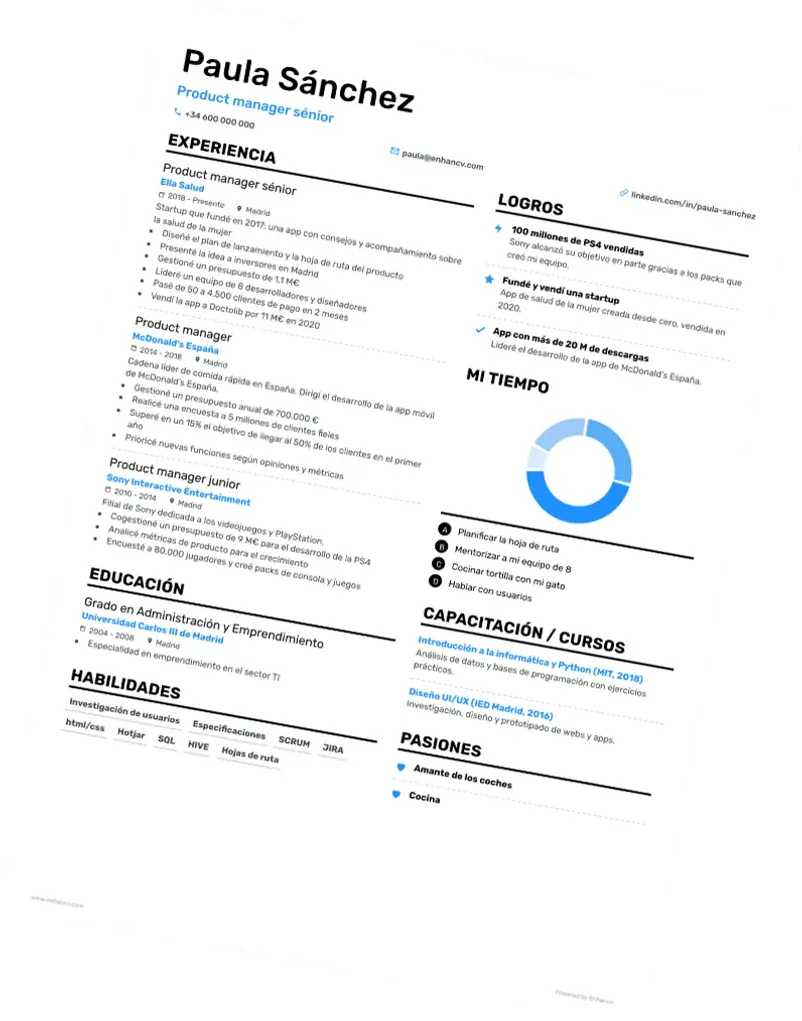 Paula Sánchez
Product manager sénior
+34 600 000 000
paula@enhancv.com
linkedin.com/in/paula-sanchez
EXPERIENCIA
Product manager sénior
Ella Salud
2018 - Presente Madrid
Startup que fundé en 2017: una app con consejos y acompañamiento sobre
la salud de la mujer
• Diseñé el plan de lanzamiento y la hoja de ruta del producto
• Presenté la idea a inversores en Madrid
• Gestioné un presupuesto de 1,1 M€
• Lideré un equipo de 8 desarrolladores y diseñadores
• Pasé de 50 a 4.500 clientes de pago en 2 meses
• Vendí la app a Doctolib por 11 M€ en 2020
Product manager
McDonald's España
2014 - 2018 Madrid
Cadena líder de comida rápida en España. Dirigí el desarrollo de la app móvil
de McDonald's España.
• Gestioné un presupuesto anual de 700.000 €
• Realicé una encuesta a 5 millones de clientes fieles
• Superé en un 15% el objetivo de llegar al 50% de los clientes en el primer
año
• Prioricé nuevas funciones según opiniones y métricas
Product manager junior
Sony Interactive Entertainment
2010 - 2014 Madrid
Filial de Sony dedicada a los videojuegos y PlayStation.
• Cogestioné un presupuesto de 9 M€ para el desarrollo de la PS4
• Analicé métricas de producto para el crecimiento
• Encuesté a 80.000 jugadores y creé packs de consola y juegos
EDUCACIÓN
Grado en Administración y Emprendimiento
Universidad Carlos III de Madrid
2004 - 2008 Madrid
• Especialidad en emprendimiento en el sector TI
HABILIDADES
Investigación de usuarios Especificaciones SCRUM JIRA
html/css Hotjar SQL HIVE Hojas de ruta
LOGROS
100 millones de PS4 vendidas
Sony alcanzó su objetivo en parte gracias a los packs que
creó mi equipo.
Fundé y vendí una startup
App de salud de la mujer creada desde cero, vendida en
2020.
App con más de 20 M de descargas
Lideré el desarrollo de la app de McDonald's España.
MI TIEMPO
A Planificar la hoja de ruta
B Mentorizar a mi equipo de 8
C Cocinar tortilla con mi gato
D Hablar con usuarios
CAPACITACIÓN / CURSOS
Introducción a la informática y Python (MIT, 2018)
Análisis de datos y bases de programación con ejercicios
prácticos.
Diseño UI/UX (IED Madrid, 2016)
Investigación, diseño y prototipado de webs y apps.
PASIONES
Amante de los coches
Cocina
www.enhancv.com
Powered by Enhancv